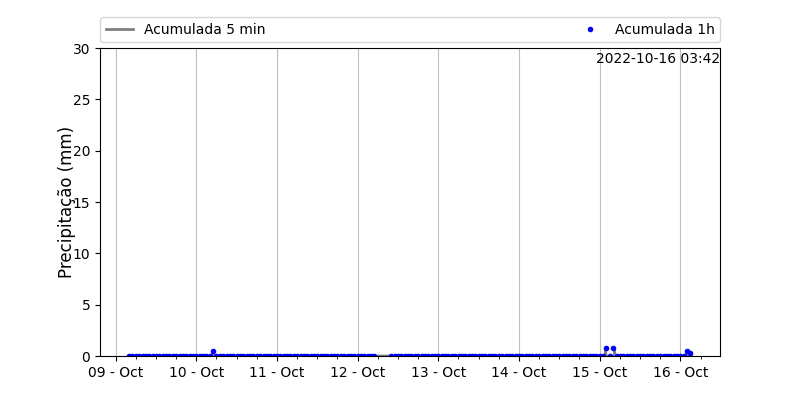 Acumulada 5 min
Acumulada 1h
2022-10-16 03:42
Precipitação (mm)
30
25
20
15
10
5
0
09 - Oct
10 - Oct
11 - Oct
12 - Oct
13 - Oct
14 - Oct
15 - Oct
16 - Oct